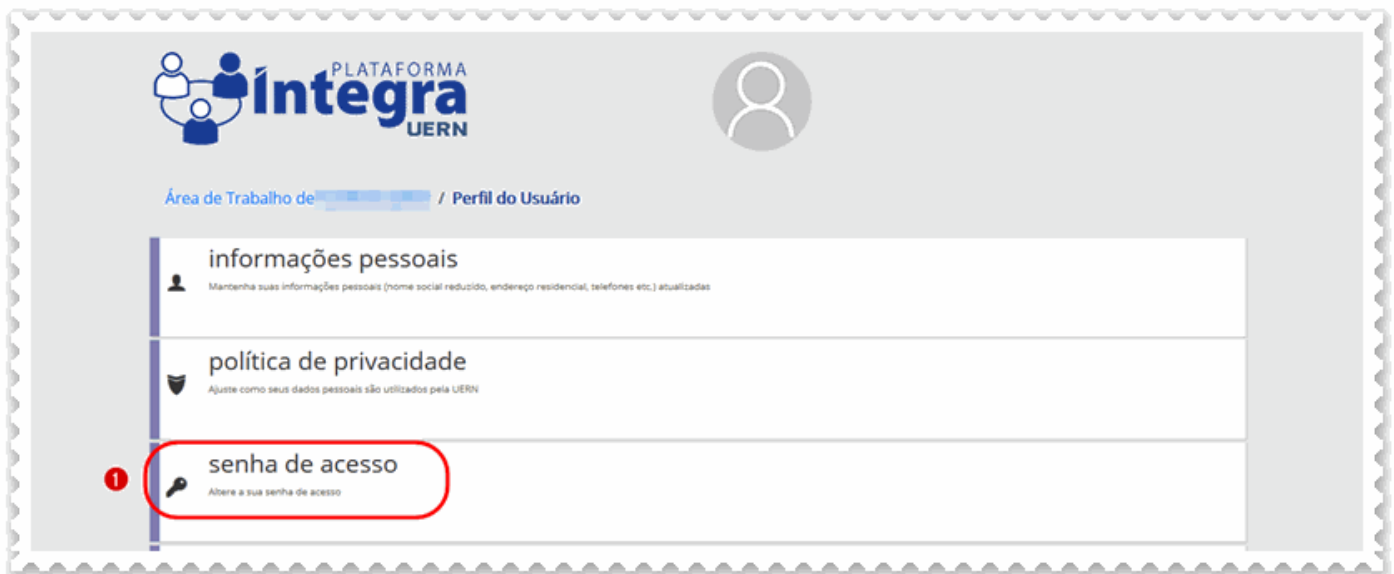 PLATAFORMA
Íntegra
UERN
Área de Trabalho de / Perfil do Usuário
informações pessoais
Mantenha suas informações pessoais (nome social reduzido, endereço residencial, telefones etc.) atualizadas
política de privacidade
Ajuste como seus dados pessoais são utilizados pela UERN
senha de acesso
1
Altere a sua senha de acesso